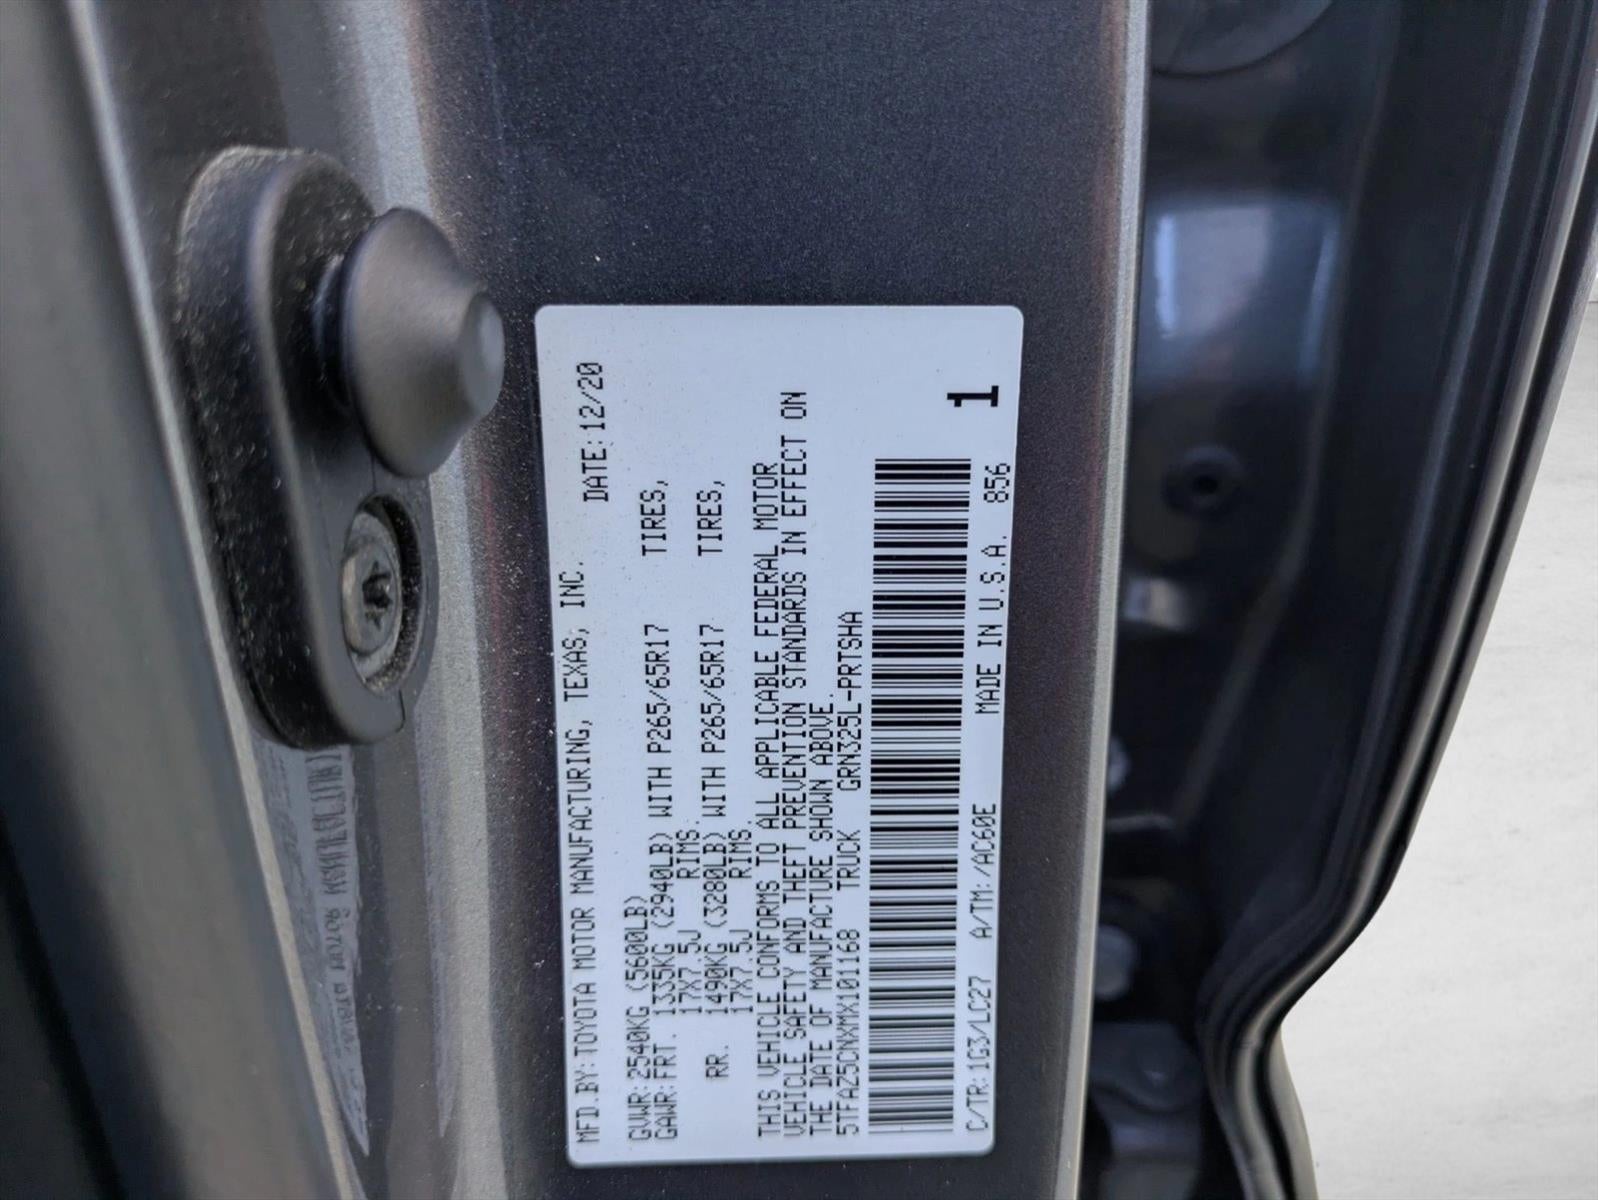 MFD.BY:TOYOTA MOTOR MANUFACTURING, TEXAS, INC.
DATE:12/20
GVWR:2540KG (5600LB)
GAWR:FRT. 1335KG (2940LB) WITH P265/65R17 TIRES,
17X7.5J RIMS.
RR. 1490KG (3280LB) WITH P265/65R17 TIRES,
17X7.5J RIMS.
THIS VEHICLE CONFORMS TO ALL APPLICABLE FEDERAL MOTOR
VEHICLE SAFETY AND THEFT PREVENTION STANDARDS IN EFFECT ON
THE DATE OF MANUFACTURE SHOWN ABOVE.
5TFAZ5CNXMX101168 TRUCK GRN325L-PRTSHA
1
C/TR:1G3/LC27 A/TM:/AC60E MADE IN U.S.A. 856